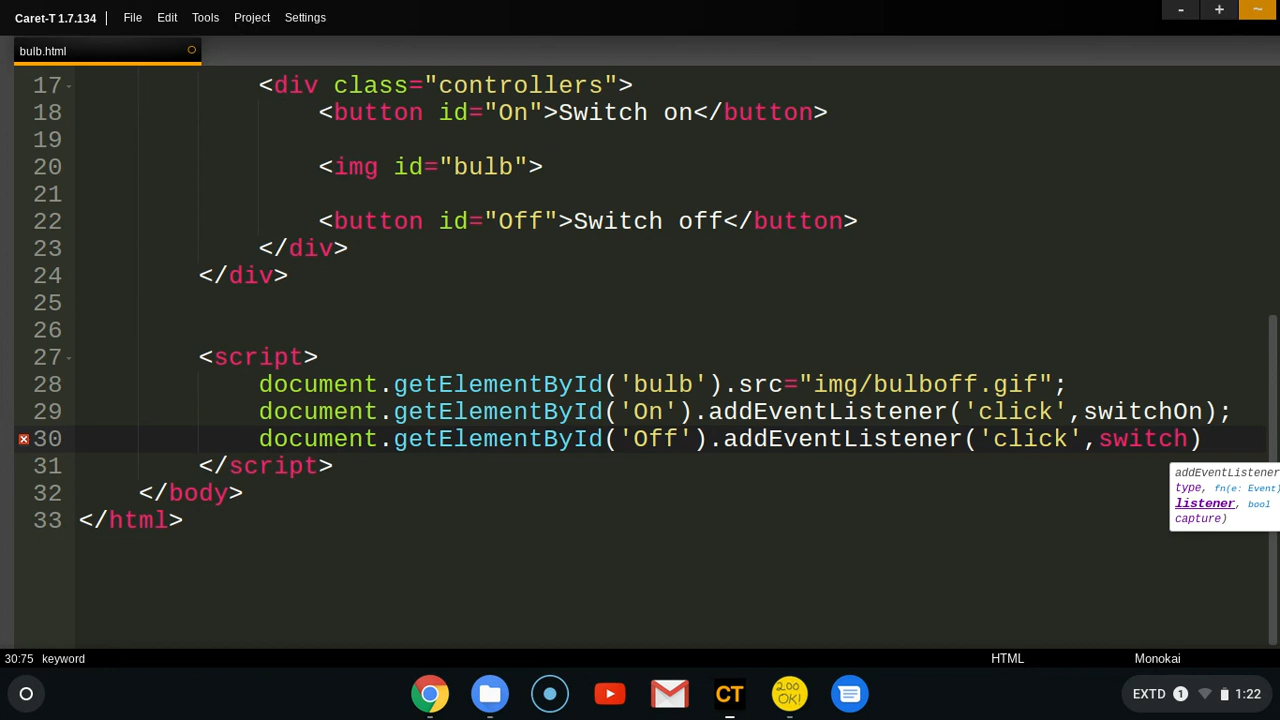 Caret-T 1.7.134 File Edit Tools Project Settings - + ~
bulb.html
17 <div class="controllers">
18 <button id="On">Switch on</button>
19
20 <img id="bulb">
21
22 <button id="Off">Switch off</button>
23 </div>
24 </div>
25
26
27 <script>
28 document.getElementById('bulb').src="img/bulboff.gif";
29 document.getElementById('On').addEventListener('click',switchOn);
30 document.getElementById('Off').addEventListener('click',switch)
31 </script>
32 </body>
33 </html>
addEventListener
type, fn(e: Event)
listener, bool
capture)
30:75 keyword HTML Monokai
CT 200 OK! EXTD 1 1:22